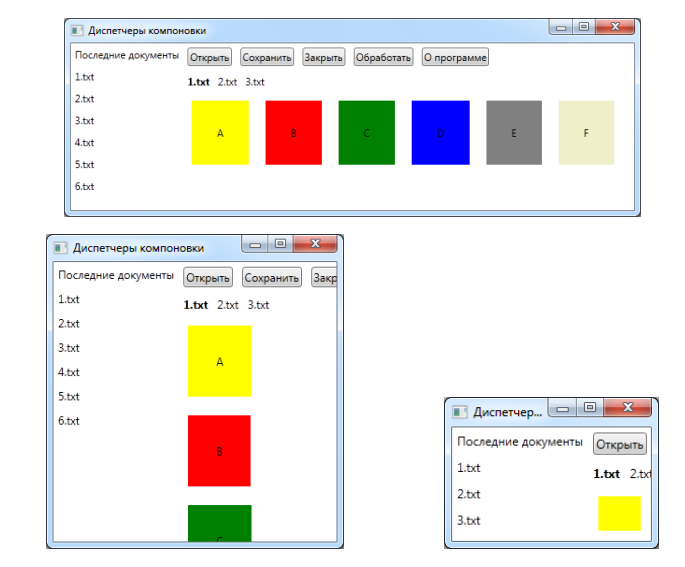 Диспетчеры компоновки
Последние документы Открыть Сохранить Закрыть Обработать О программе
1.txt
1.txt 2.txt 3.txt
2.txt
3.txt
A B C D E F
4.txt
5.txt
6.txt
Диспетчеры компоновки
Последние документы Открыть Сохранить Закр
1.txt
1.txt 2.txt 3.txt
2.txt
3.txt
A
4.txt
5.txt
6.txt
B
C
Диспетчер...
Последние документы Открыть
1.txt
1.txt 2.txt
2.txt
3.txt